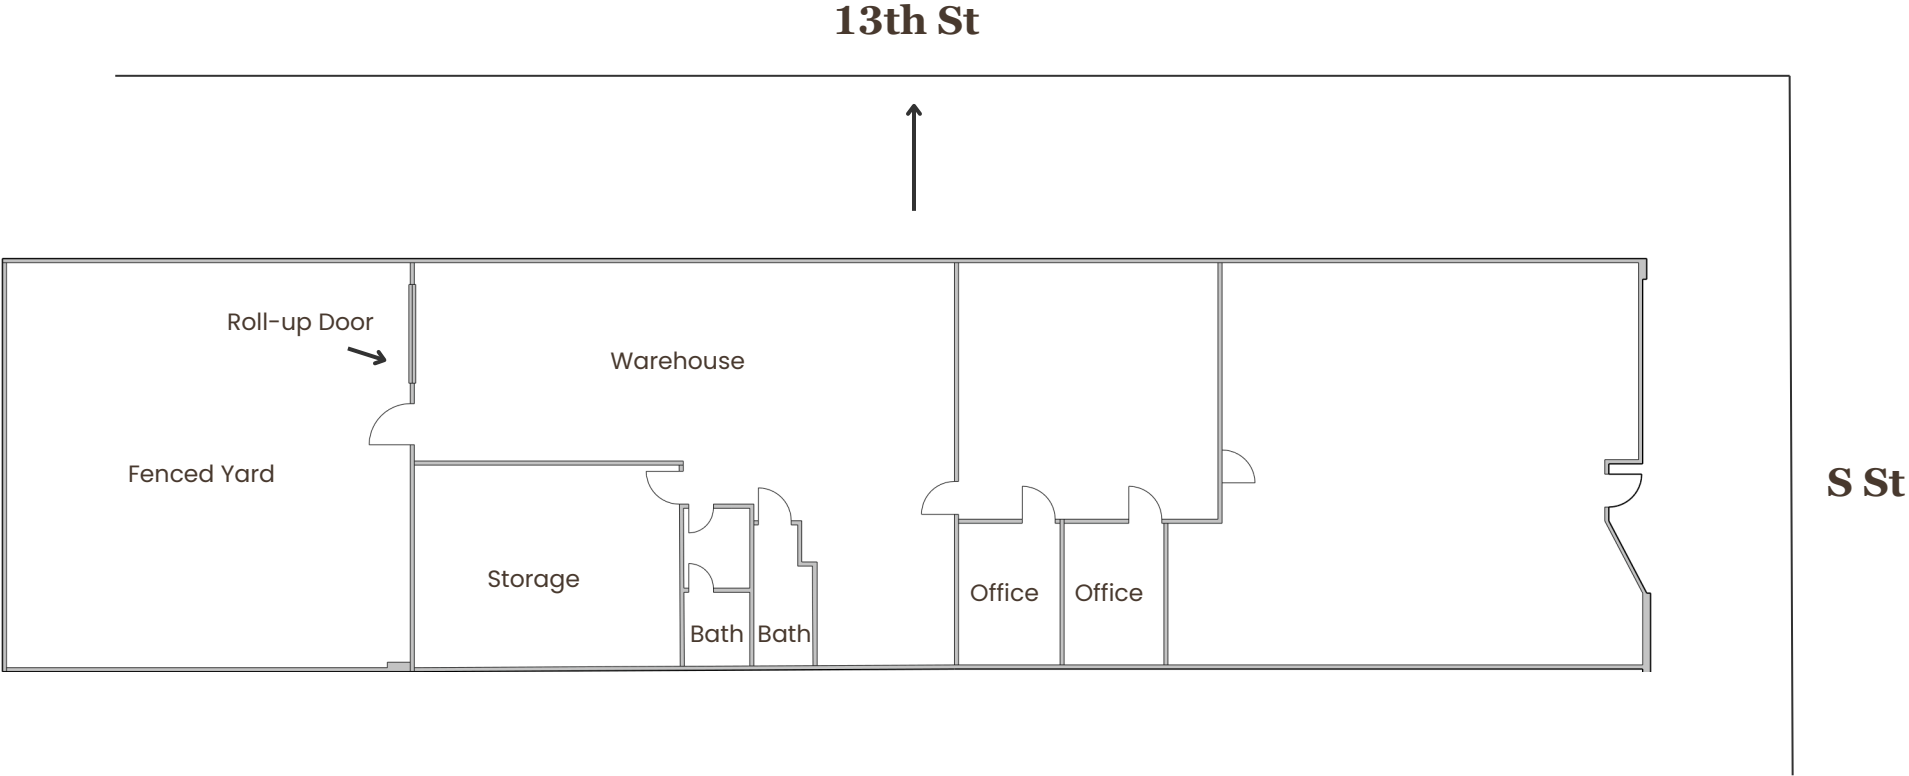 13th St
Roll-up Door
Warehouse
Fenced Yard
S St
Storage
Office
Office
Bath
Bath